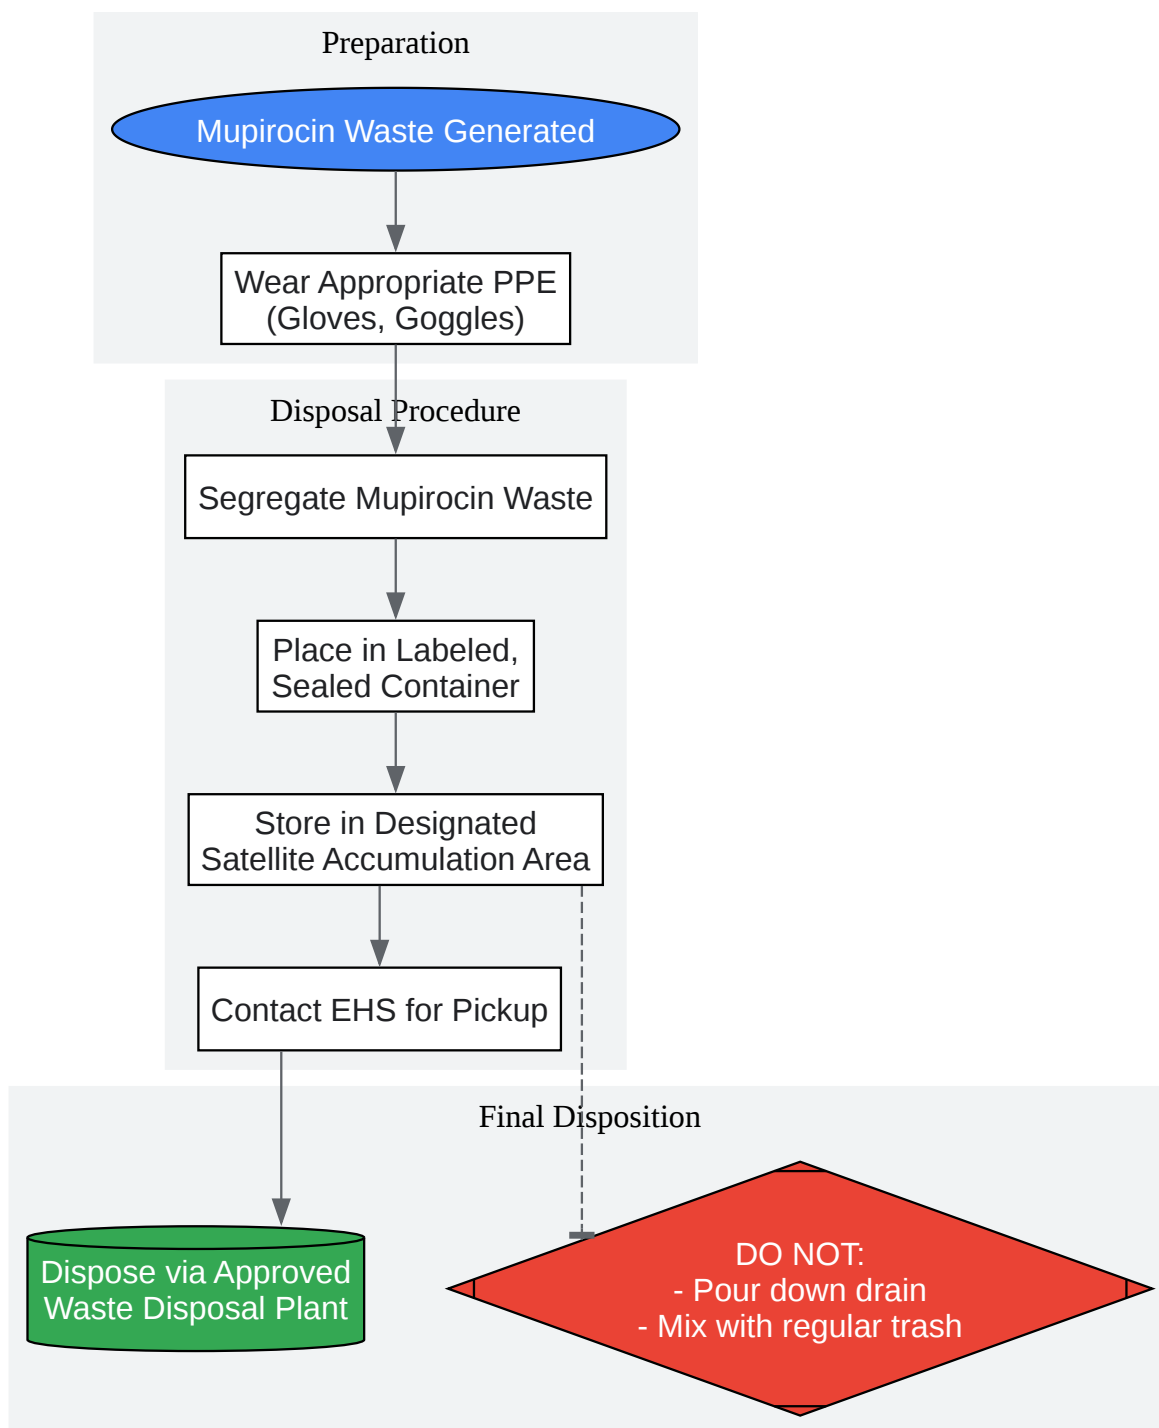 Preparation
Mupirocin Waste Generated
Wear Appropriate PPE
(Gloves, Goggles)
Disposal Procedure
Segregate Mupirocin Waste
Place in Labeled,
Sealed Container
Store in Designated
Satellite Accumulation Area
Contact EHS for Pickup
Final Disposition
Dispose via Approved
Waste Disposal Plant
DO NOT:
- Pour down drain
- Mix with regular trash